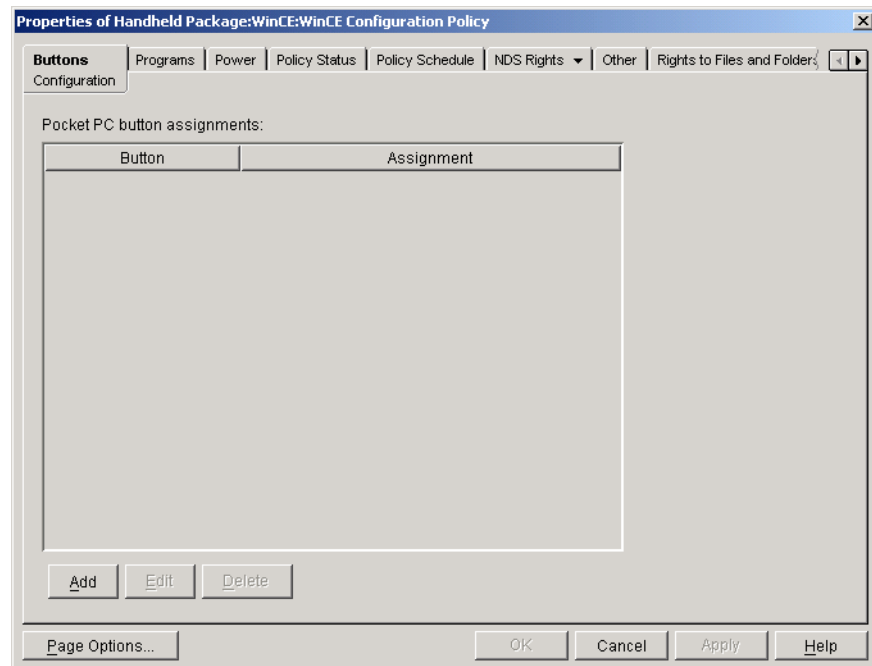 Properties of Handheld Package:WinCE:WinCE Configuration Policy
Buttons Programs Power Policy Status Policy Schedule NDS Rights Other Rights to Files and Folders
Configuration
Pocket PC button assignments:
Button Assignment
Add Edit Delete
Page Options... OK Cancel Apply Help